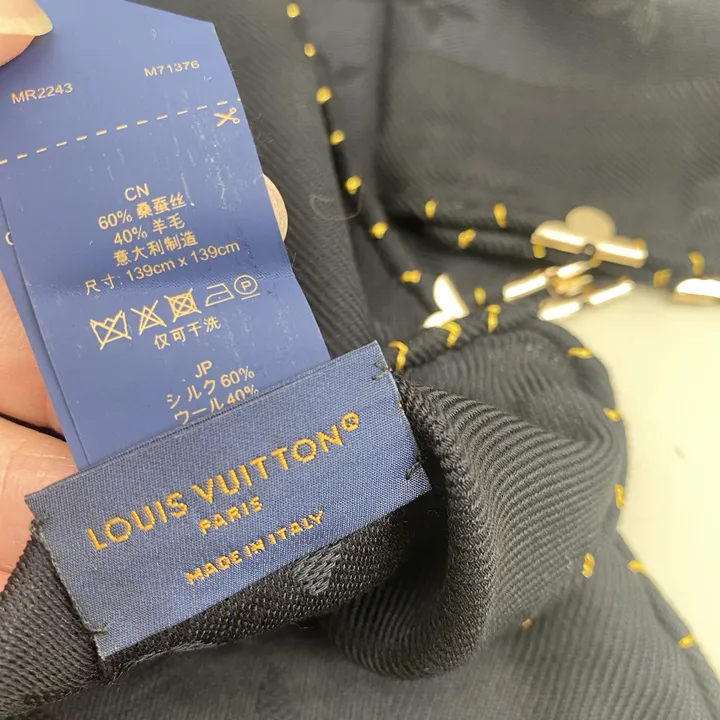 MR2243 M71376
CN
60% 桑蚕丝
40% 羊毛
意大利制造
尺寸: 139cm x 139cm
P
仅可干洗
JP
シルク60%
ウール40%
LOUIS VUITTON®
PARIS
MADE IN ITALY